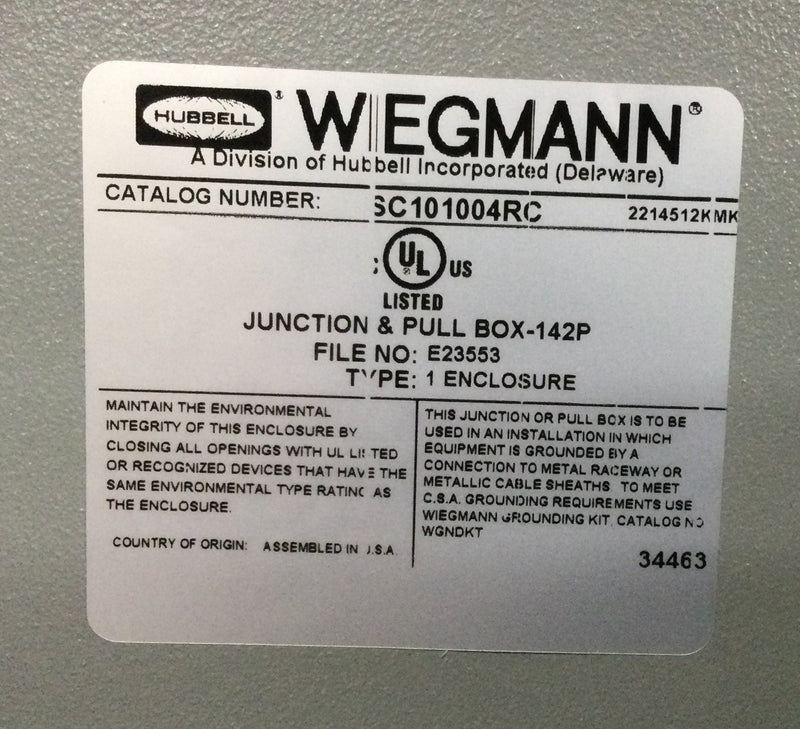 HUBBELL
WIEGMANN®
A Division of Hubbell Incorporated (Delaware)
CATALOG NUMBER: SC101004RC 2214512KMK
c UL US
LISTED
JUNCTION & PULL BOX-142P
FILE NO: E23553
TYPE: 1 ENCLOSURE
MAINTAIN THE ENVIRONMENTAL
INTEGRITY OF THIS ENCLOSURE BY
CLOSING ALL OPENINGS WITH UL LISTED
OR RECOGNIZED DEVICES THAT HAVE THE
SAME ENVIRONMENTAL TYPE RATING AS
THE ENCLOSURE.
COUNTRY OF ORIGIN: ASSEMBLED IN U.S.A.
THIS JUNCTION OR PULL BOX IS TO BE
USED IN AN INSTALLATION IN WHICH
EQUIPMENT IS GROUNDED BY A
CONNECTION TO METAL RACEWAY OR
METALLIC CABLE SHEATHS. TO MEET
C.S.A. GROUNDING REQUIREMENTS USE
WIEGMANN GROUNDING KIT, CATALOG NO
WGNDKT
34463